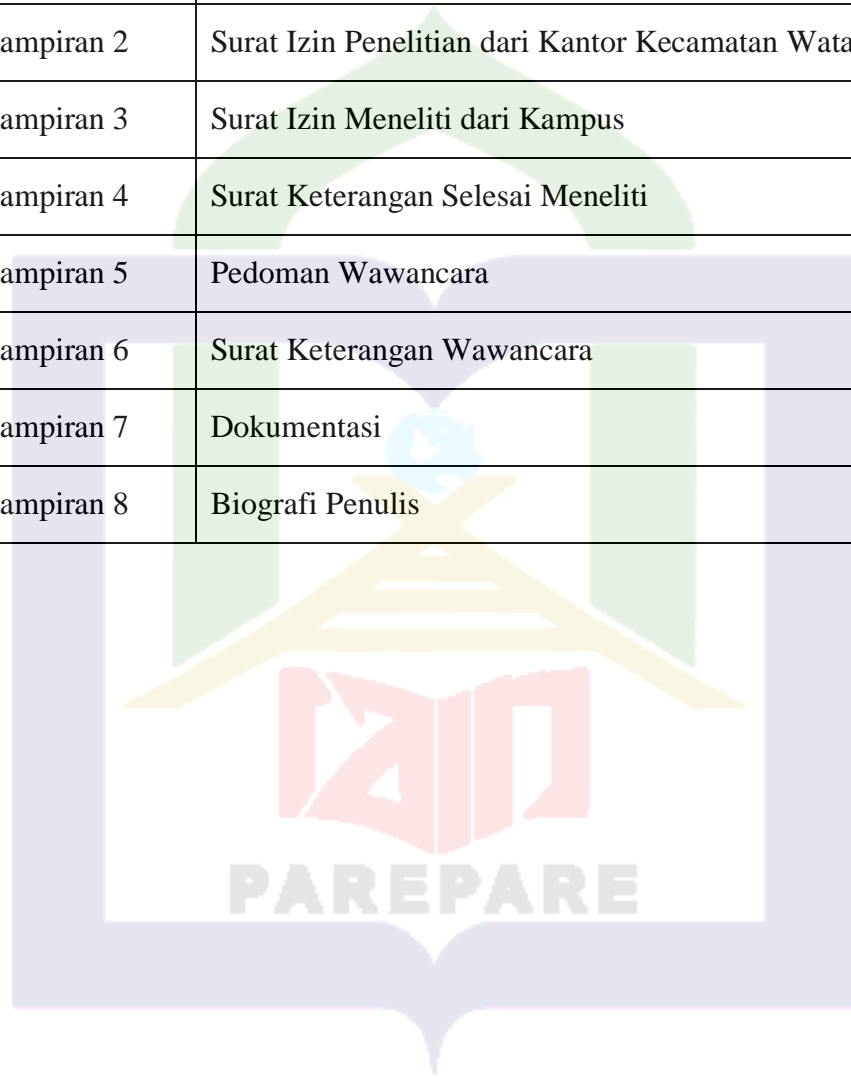 ampiran 2 Surat Izin Penelitian dari Kantor Kecamatan Wata
ampiran 3 Surat Izin Meneliti dari Kampus
ampiran 4 Surat Keterangan Selesai Meneliti
ampiran 5 Pedoman Wawancara
ampiran 6 Surat Keterangan Wawancara
ampiran 7 Dokumentasi
ampiran 8 Biografi Penulis
iain
PAREPARE